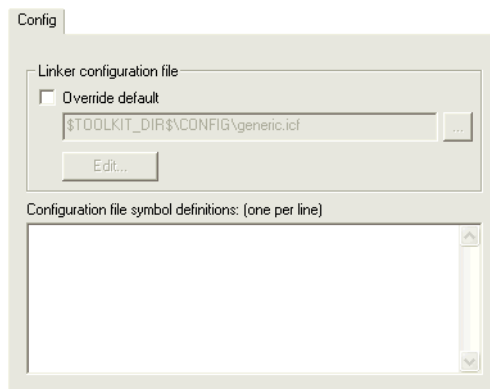 Config
Linker configuration file
Override default
$TOOLKIT_DIR$\CONFIG\generic.icf
...
Edit...
Configuration file symbol definitions: (one per line)